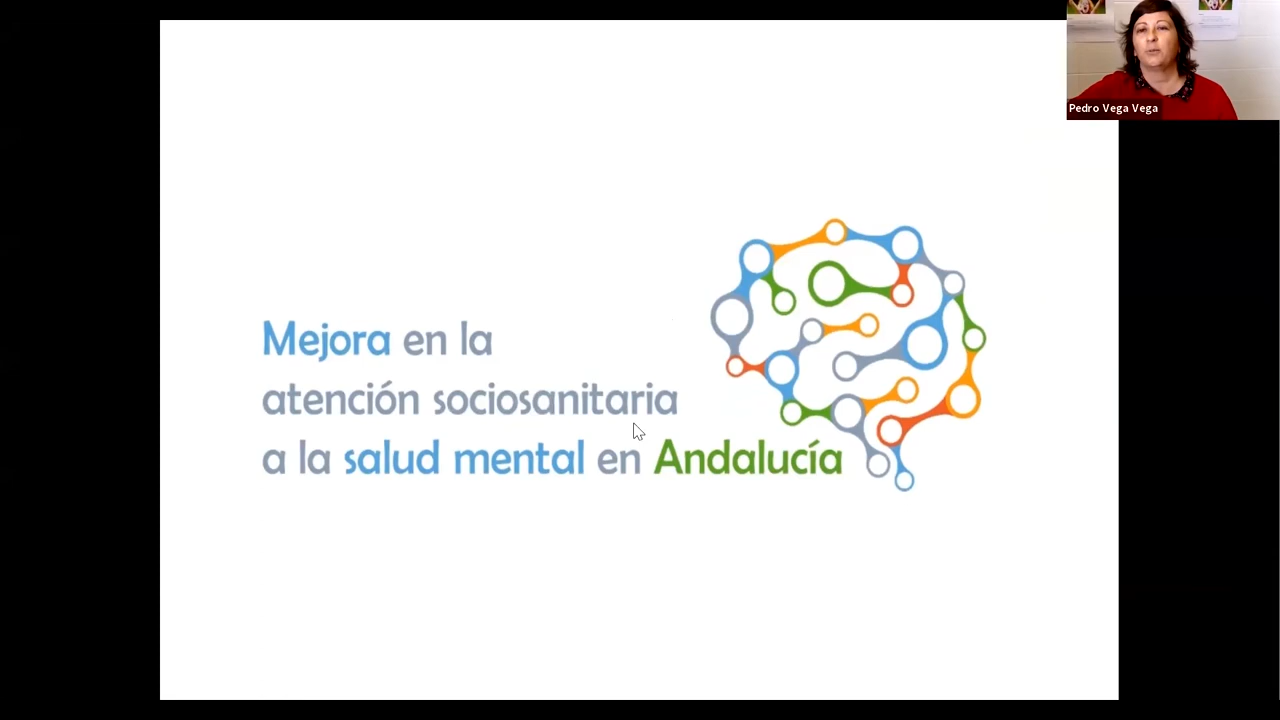 Pedro Vega Vega
Mejora en la
atención sociosanitaria
a la salud mental en Andalucía